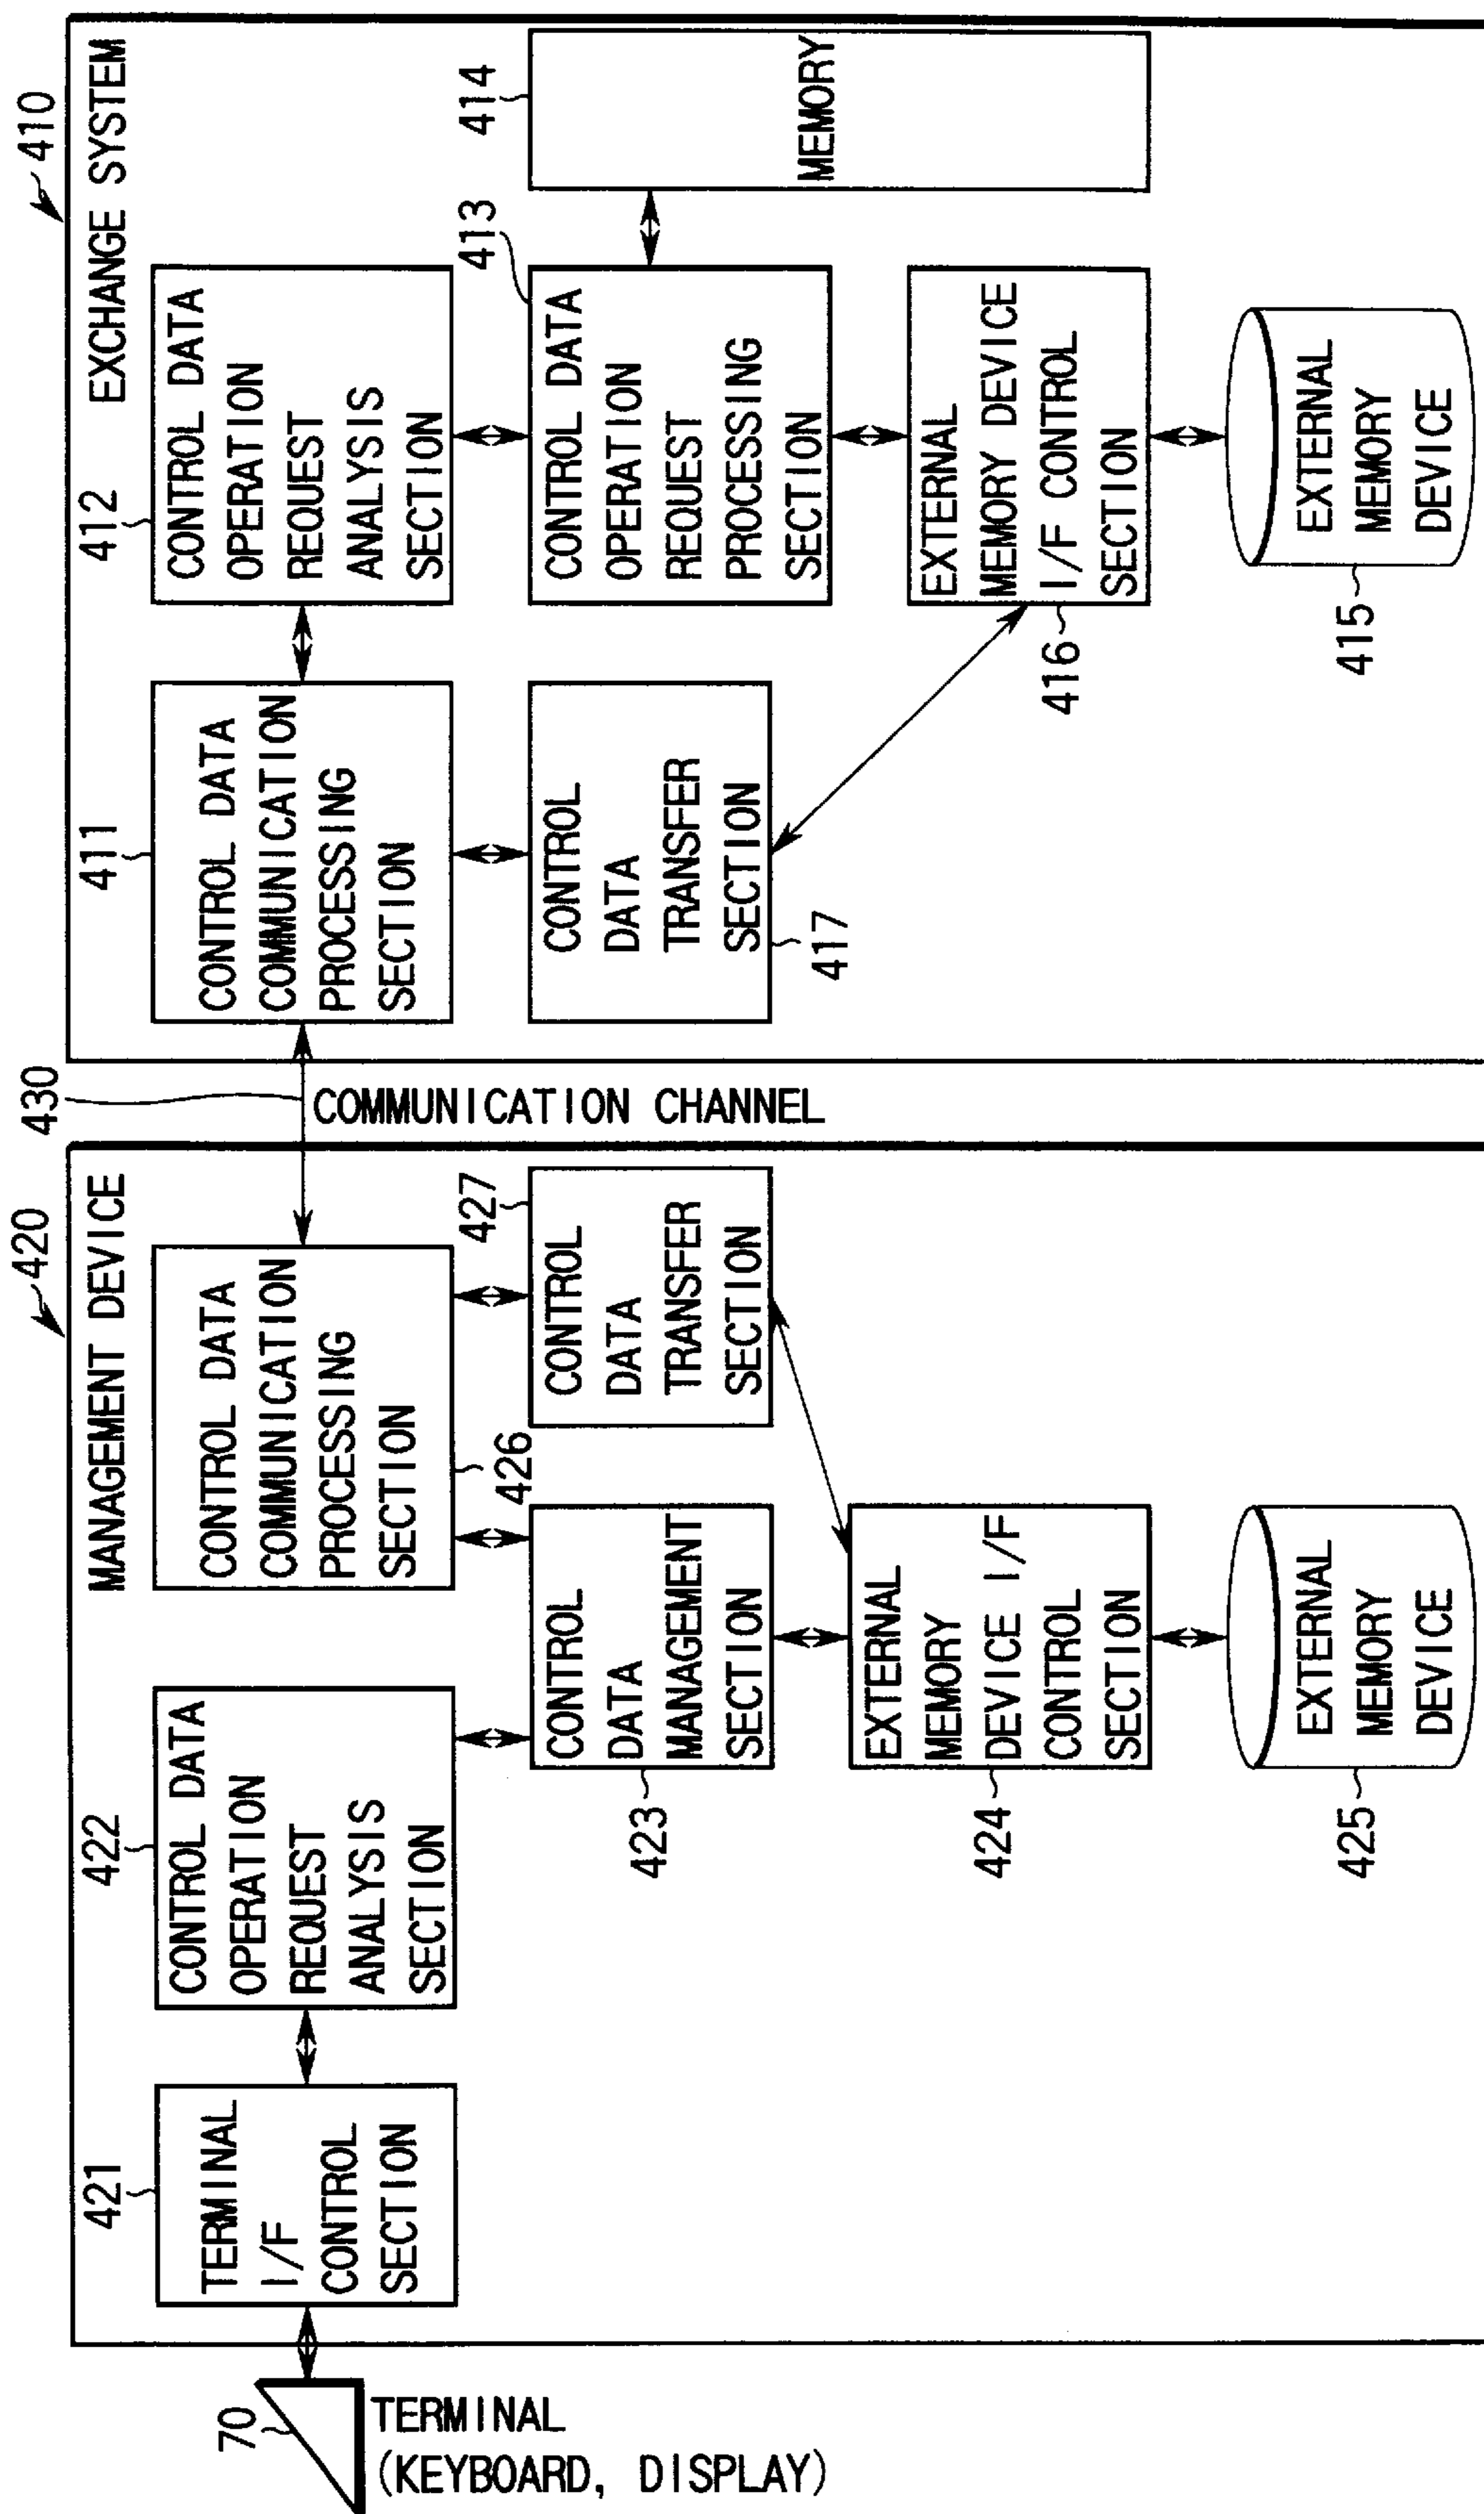 420
MANAGEMENT DEVICE
421
TERMINAL
I/F
CONTROL
SECTION
422
CONTROL DATA
OPERATION
REQUEST
ANALYSIS
SECTION
CONTROL DATA
COMMUNICATION
PROCESSING
SECTION
426
427
CONTROL
DATA
TRANSFER
SECTION
CONTROL
DATA
MANAGEMENT
SECTION
423
EXTERNAL
MEMORY
DEVICE I/F
CONTROL
SECTION
424
EXTERNAL
MEMORY
DEVICE
425
70
TERMINAL
(KEYBOARD, DISPLAY)
430
COMMUNICATION CHANNEL
410
EXCHANGE SYSTEM
411
CONTROL DATA
COMMUNICATION
PROCESSING
SECTION
412
CONTROL DATA
OPERATION
REQUEST
ANALYSIS
SECTION
CONTROL
DATA
TRANSFER
SECTION
417
413
CONTROL DATA
OPERATION
REQUEST
PROCESSING
SECTION
414
MEMORY
EXTERNAL
MEMORY DEVICE
I/F CONTROL
SECTION
416
EXTERNAL
MEMORY
DEVICE
415